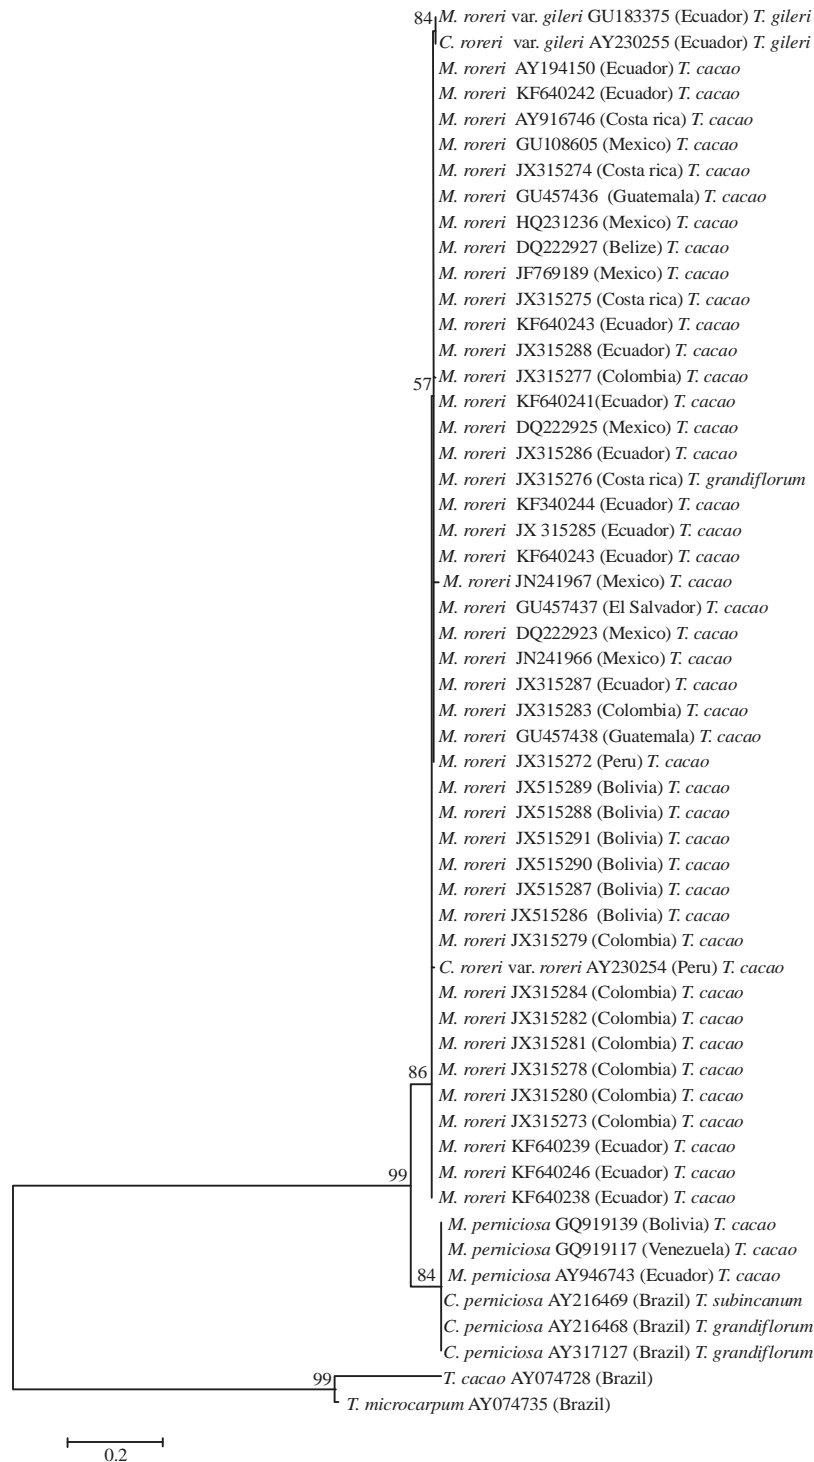 84 M. roreri var. gileri GU183375 (Ecuador) T. gileri
C. roreri var. gileri AY230255 (Ecuador) T. gileri
M. roreri AY194150 (Ecuador) T. cacao
M. roreri KF640242 (Ecuador) T. cacao
M. roreri AY916746 (Costa rica) T. cacao
M. roreri GU108605 (Mexico) T. cacao
M. roreri JX315274 (Costa rica) T. cacao
M. roreri GU457436 (Guatemala) T. cacao
M. roreri HQ231236 (Mexico) T. cacao
M. roreri DQ222927 (Belize) T. cacao
M. roreri JF769189 (Mexico) T. cacao
M. roreri JX315275 (Costa rica) T. cacao
M. roreri KF640243 (Ecuador) T. cacao
M. roreri JX315288 (Ecuador) T. cacao
M. roreri JX315277 (Colombia) T. cacao
57
M. roreri KF640241(Ecuador) T. cacao
M. roreri DQ222925 (Mexico) T. cacao
M. roreri JX315286 (Ecuador) T. cacao
M. roreri JX315276 (Costa rica) T. grandiflorum
M. roreri KF340244 (Ecuador) T. cacao
M. roreri JX 315285 (Ecuador) T. cacao
M. roreri KF640243 (Ecuador) T. cacao
M. roreri JN241967 (Mexico) T. cacao
M. roreri GU457437 (El Salvador) T. cacao
M. roreri DQ222923 (Mexico) T. cacao
M. roreri JN241966 (Mexico) T. cacao
M. roreri JX315287 (Ecuador) T. cacao
M. roreri JX315283 (Colombia) T. cacao
M. roreri GU457438 (Guatemala) T. cacao
M. roreri JX315272 (Peru) T. cacao
M. roreri JX515289 (Bolivia) T. cacao
M. roreri JX515288 (Bolivia) T. cacao
M. roreri JX515291 (Bolivia) T. cacao
M. roreri JX515290 (Bolivia) T. cacao
M. roreri JX515287 (Bolivia) T. cacao
M. roreri JX515286 (Bolivia) T. cacao
M. roreri JX315279 (Colombia) T. cacao
C. roreri var. roreri AY230254 (Peru) T. cacao
M. roreri JX315284 (Colombia) T. cacao
M. roreri JX315282 (Colombia) T. cacao
M. roreri JX315281 (Colombia) T. cacao
86 M. roreri JX315278 (Colombia) T. cacao
M. roreri JX315280 (Colombia) T. cacao
M. roreri JX315273 (Colombia) T. cacao
M. roreri KF640239 (Ecuador) T. cacao
99 M. roreri KF640246 (Ecuador) T. cacao
M. roreri KF640238 (Ecuador) T. cacao
M. perniciosa GQ919139 (Bolivia) T. cacao
M. perniciosa GQ919117 (Venezuela) T. cacao
84 M. perniciosa AY946743 (Ecuador) T. cacao
C. perniciosa AY216469 (Brazil) T. subincanum
C. perniciosa AY216468 (Brazil) T. grandiflorum
C. perniciosa AY317127 (Brazil) T. grandiflorum
99 T. cacao AY074728 (Brazil)
T. microcarpum AY074735 (Brazil)
0.2